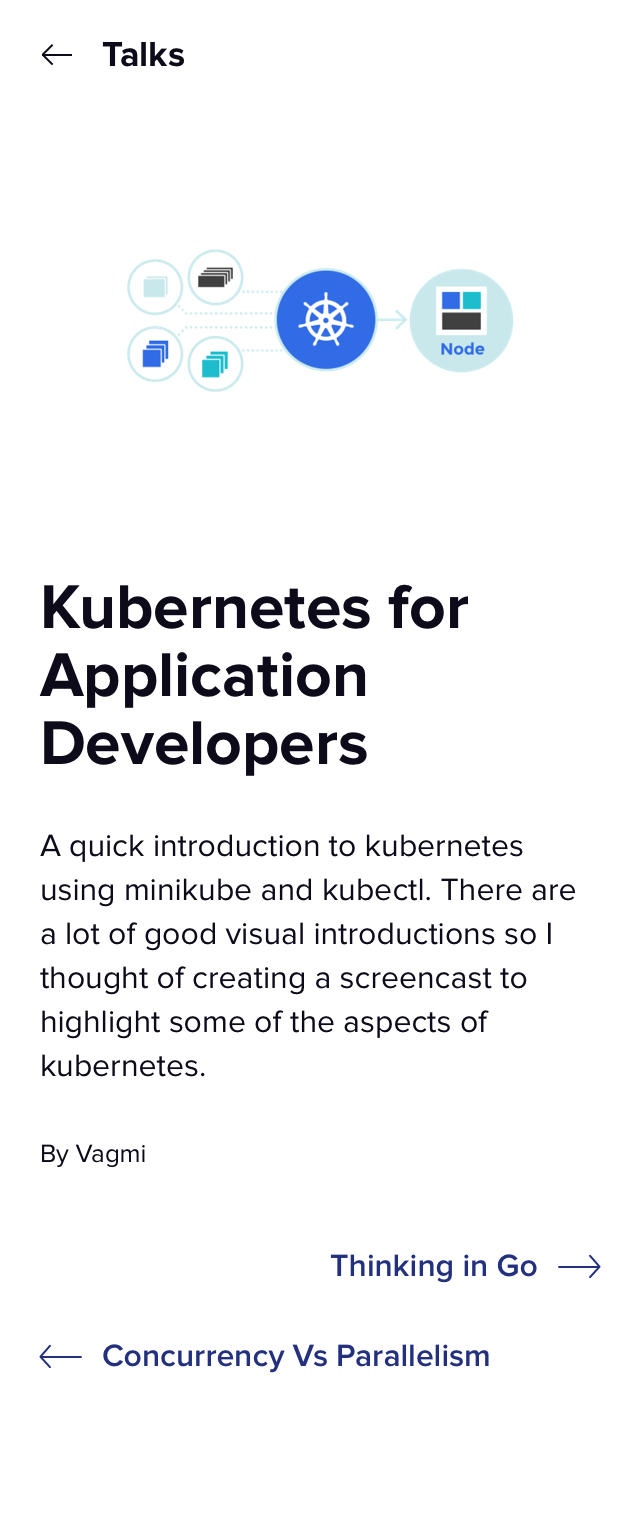 Talks
Node
Kubernetes for
Application
Developers
A quick introduction to kubernetes
using minikube and kubectl. There are
a lot of good visual introductions so I
thought of creating a screencast to
highlight some of the aspects of
kubernetes.
By Vagmi
Thinking in Go
Concurrency Vs Parallelism